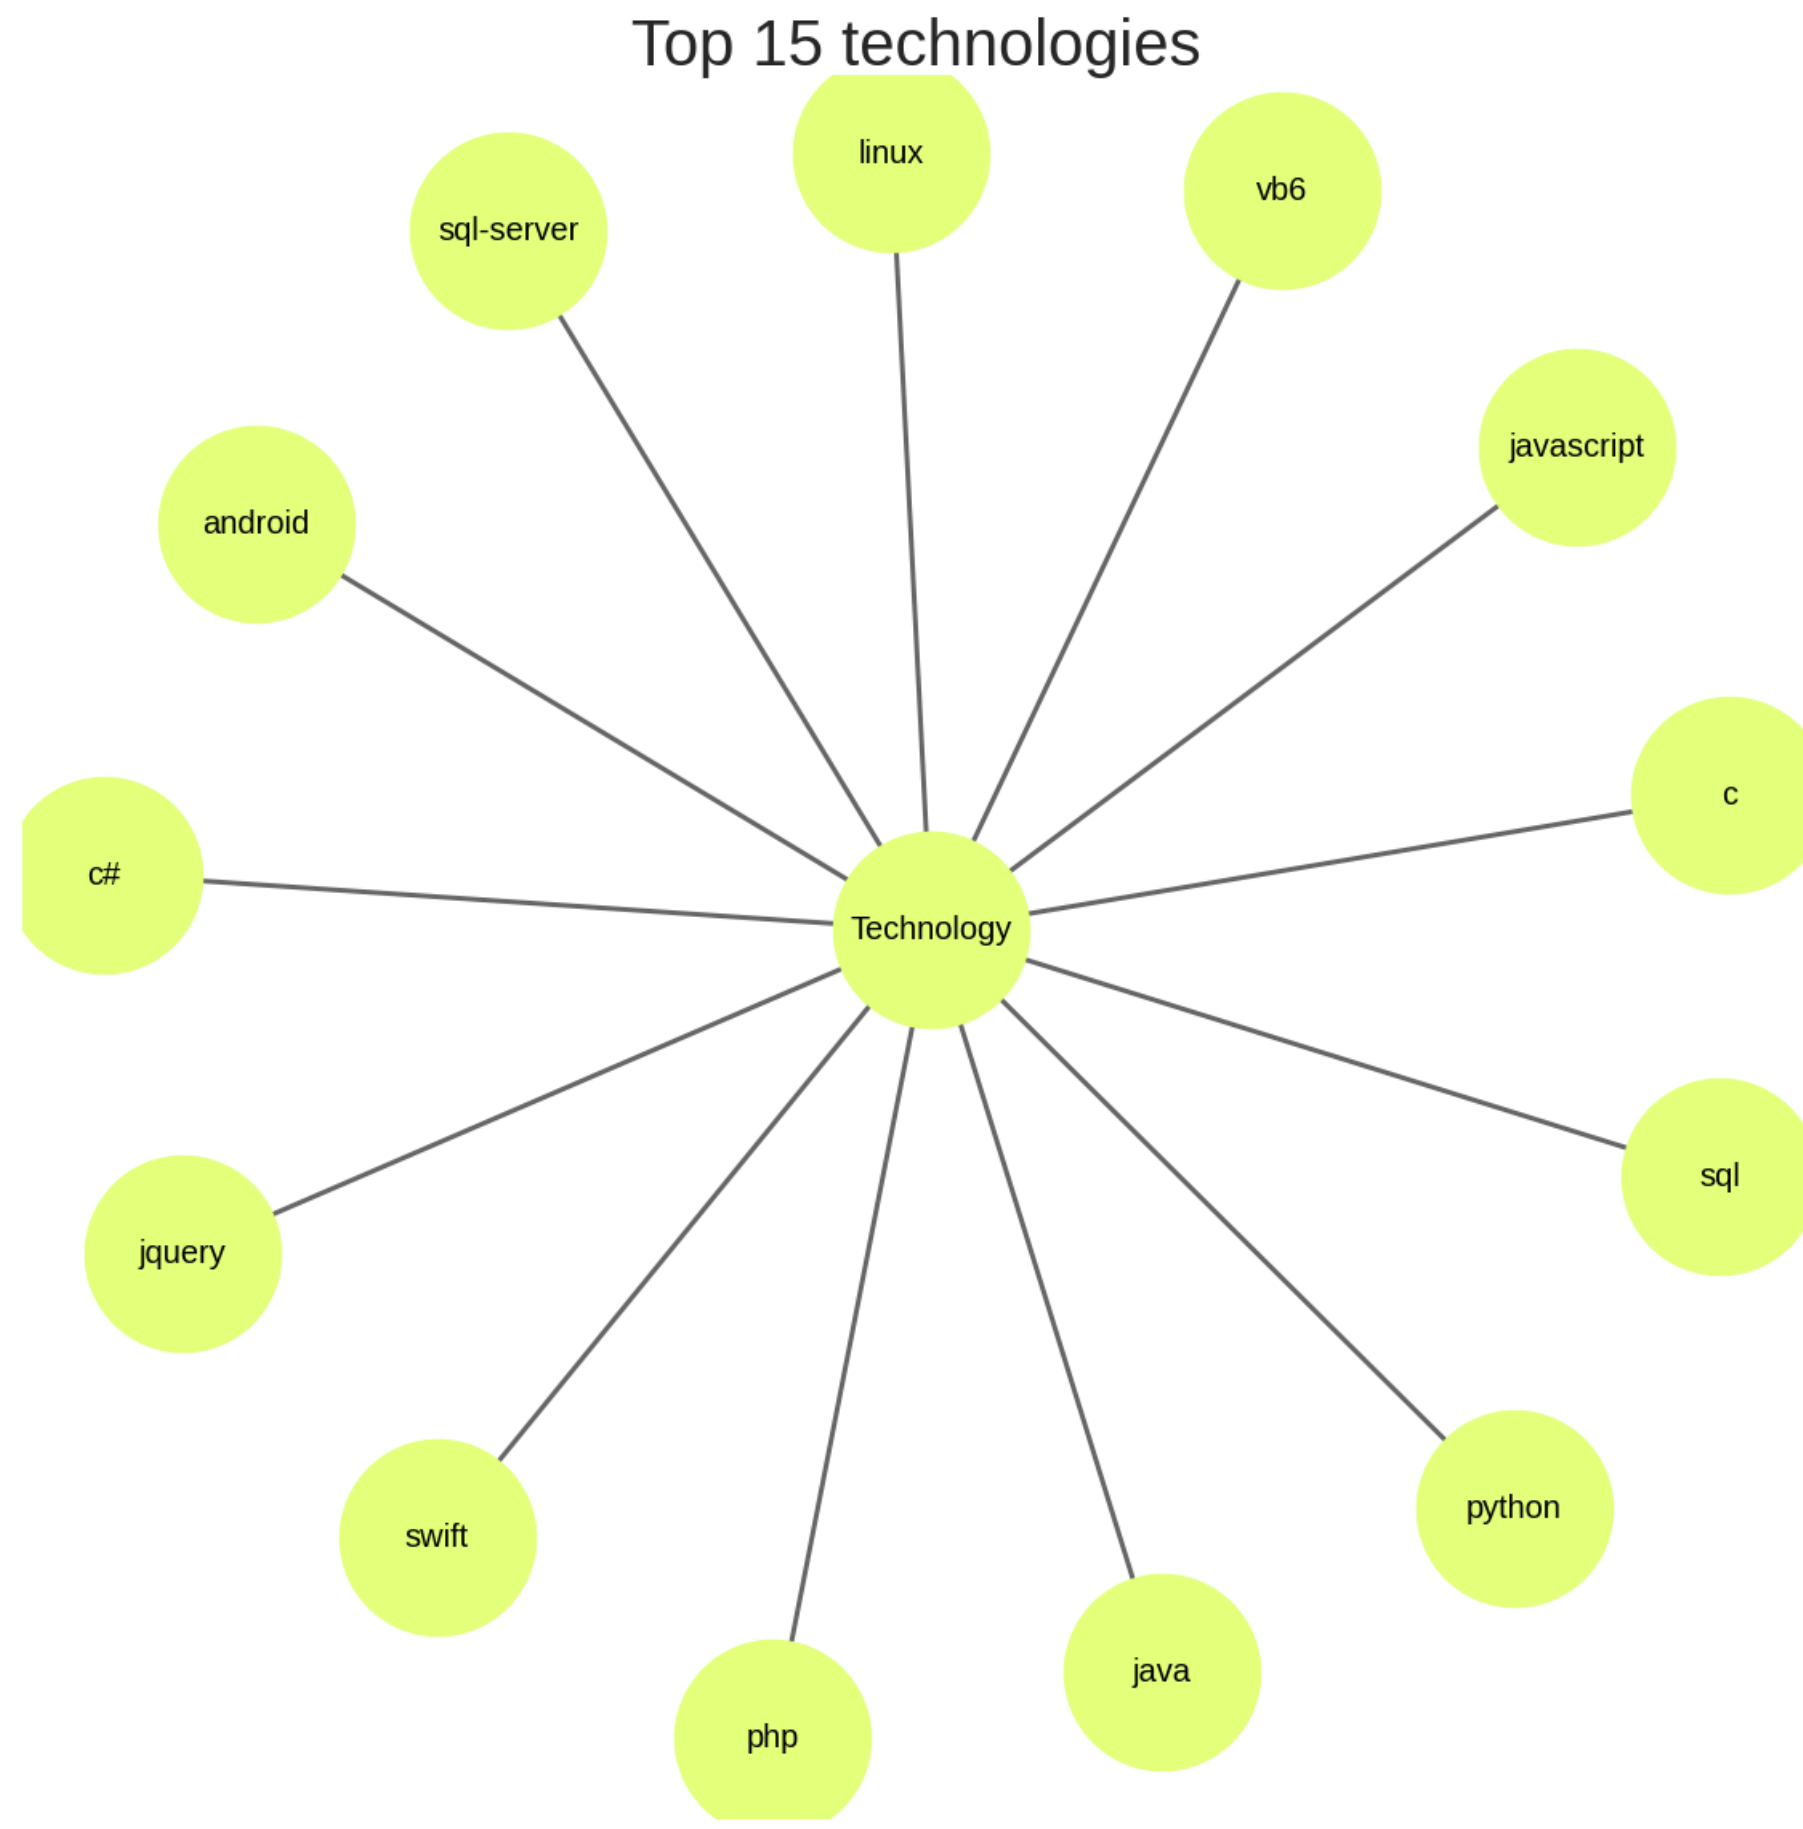 Top 15 technologies
linux
vb6
sql-server
javascript
android
c
c#
Technology
sql
jquery
python
swift
java
php